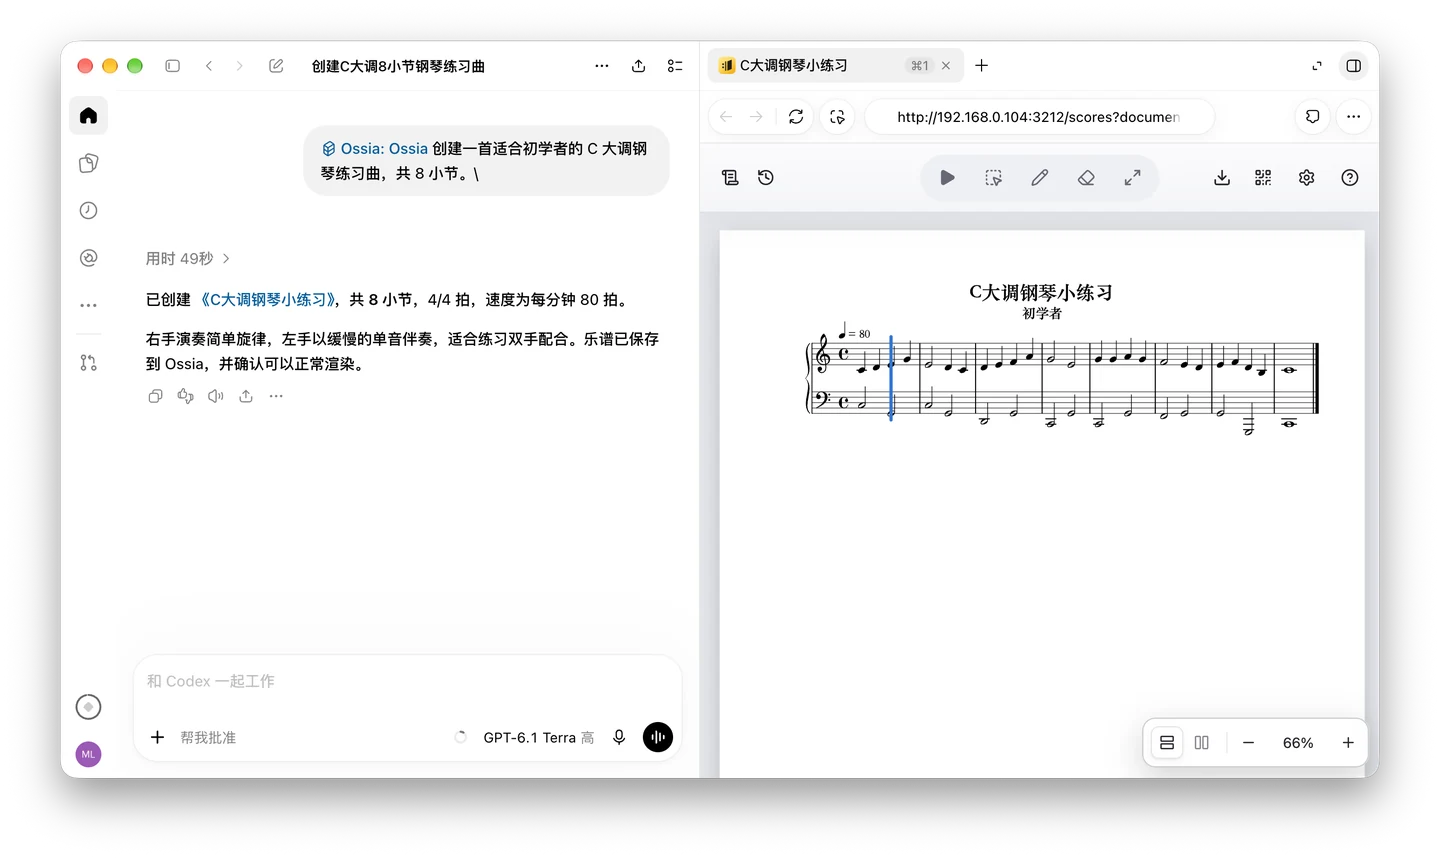 创建C大调8小节钢琴练习曲
Ossia: Ossia 创建一首适合初学者的 C 大调钢
琴练习曲，共 8 小节。\
用时 49秒
已创建 《C大调钢琴小练习》，共 8 小节，4/4 拍，速度为每分钟 80 拍。
右手演奏简单旋律，左手以缓慢的单音伴奏，适合练习双手配合。乐谱已保存
到 Ossia，并确认可以正常渲染。
和 Codex 一起工作
帮我批准
GPT-6.1 Terra 高
ML
C大调钢琴小练习
⌘1
http://192.168.0.104:3212/scores?documen
C大调钢琴小练习
初学者
= 80
66%